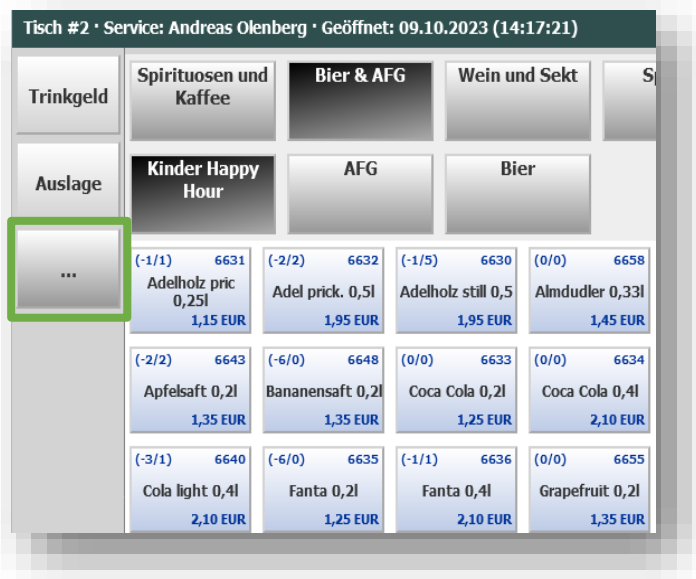 Tisch #2 · Service: Andreas Olenberg · Geöffnet: 09.10.2023 (14:17:21)
Trinkgeld
Spirituosen und
Kaffee
Bier & AFG
Wein und Sekt
Auslage
Kinder Happy
Hour
AFG
Bier
...
(-1/1) 6631
Adelholz pric
0,25l
1,15 EUR
(-2/2) 6632
Adel prick. 0,5l
1,95 EUR
(-1/5) 6630
Adelholz still 0,5
1,95 EUR
(0/0) 6658
Almdudler 0,33l
1,45 EUR
(-2/2) 6643
Apfelsaft 0,2l
1,35 EUR
(-6/0) 6648
Bananensaft 0,2l
1,35 EUR
(0/0) 6633
Coca Cola 0,2l
1,25 EUR
(0/0) 6634
Coca Cola 0,4l
2,10 EUR
(-3/1) 6640
Cola light 0,4l
2,10 EUR
(-6/0) 6635
Fanta 0,2l
1,25 EUR
(-1/1) 6636
Fanta 0,4l
2,10 EUR
(0/0) 6655
Grapefruit 0,2l
1,35 EUR